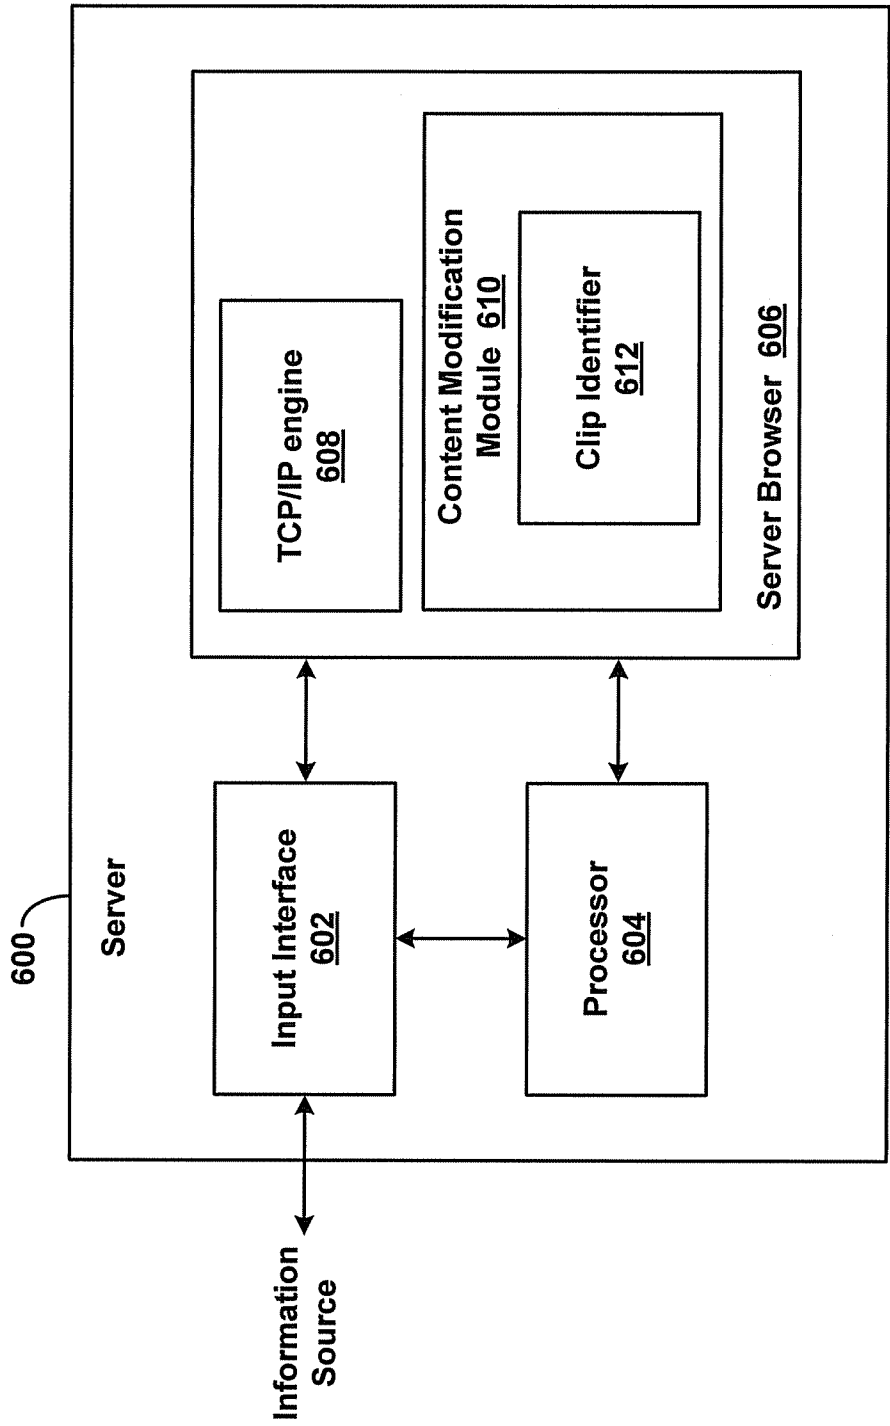 600
Server
Information
Source
Input Interface
602
Processor
604
TCP/IP engine
608
Content Modification
Module 610
Clip Identifier
612
Server Browser 606